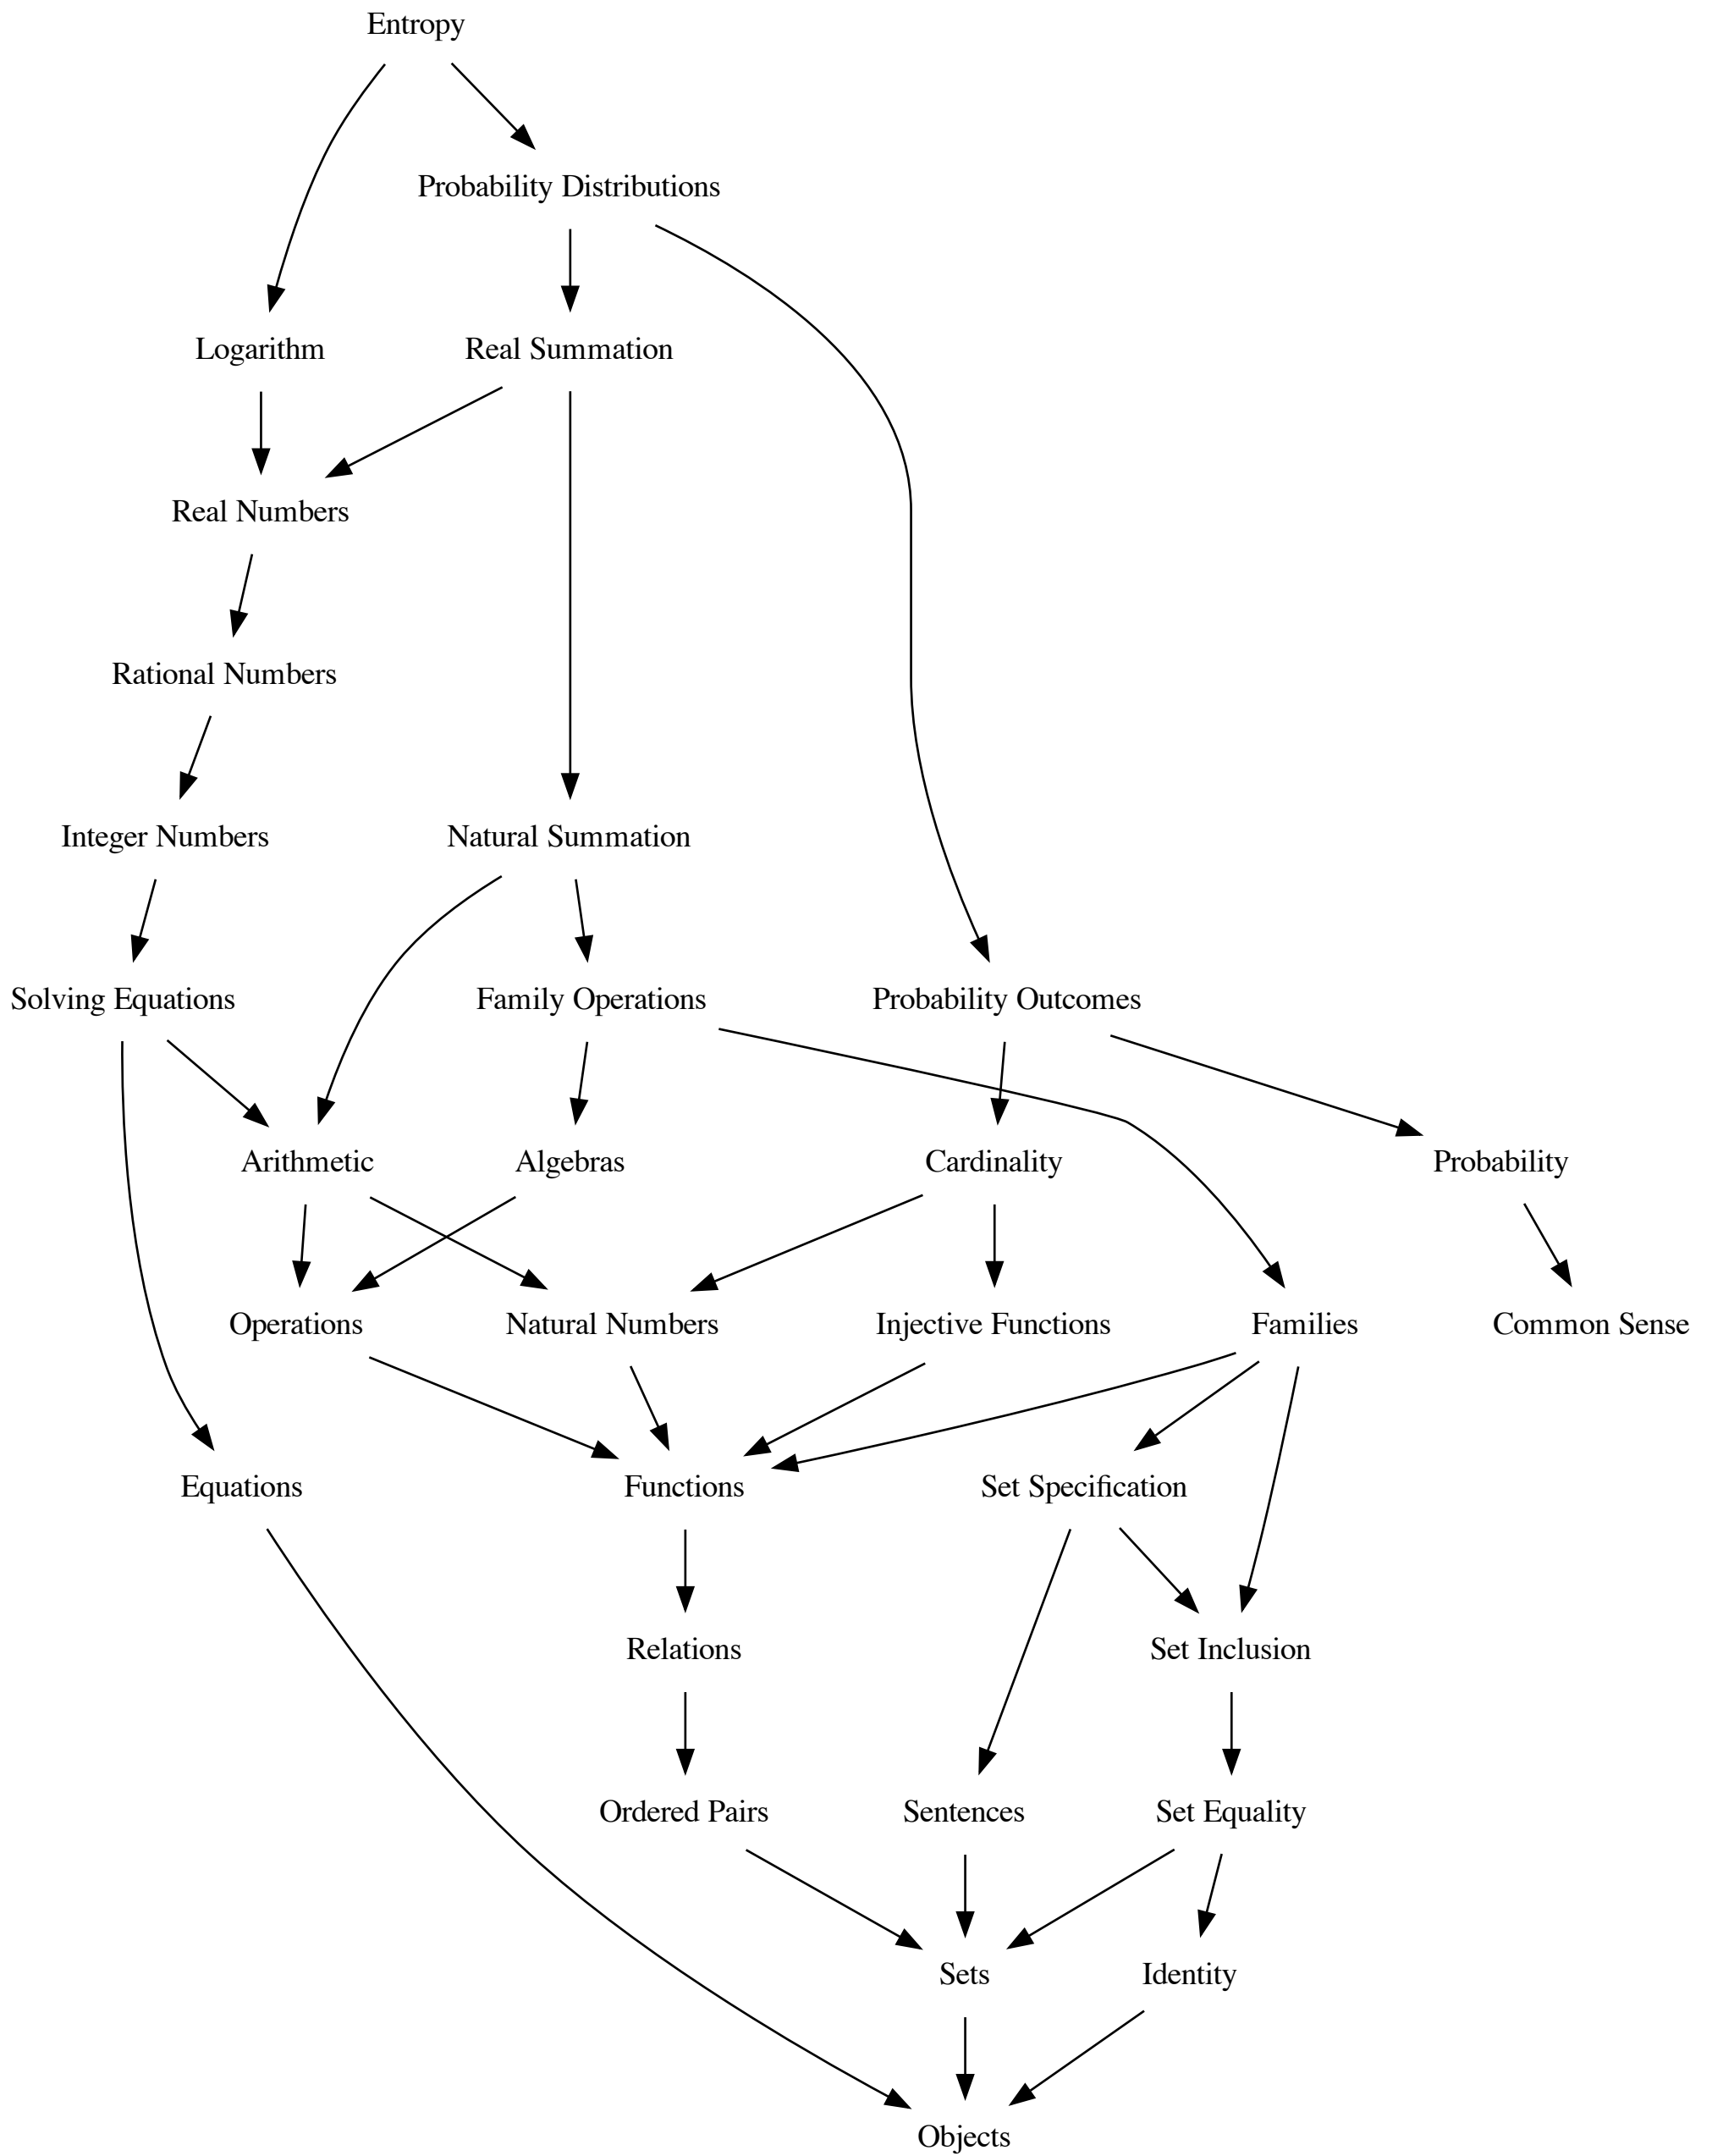 Entropy
Probability Distributions
Logarithm
Real Summation
Real Numbers
Rational Numbers
Integer Numbers
Natural Summation
Solving Equations
Family Operations
Probability Outcomes
Arithmetic
Algebras
Cardinality
Probability
Operations
Natural Numbers
Injective Functions
Families
Common Sense
Equations
Functions
Set Specification
Relations
Set Inclusion
Ordered Pairs
Sentences
Set Equality
Sets
Identity
Objects